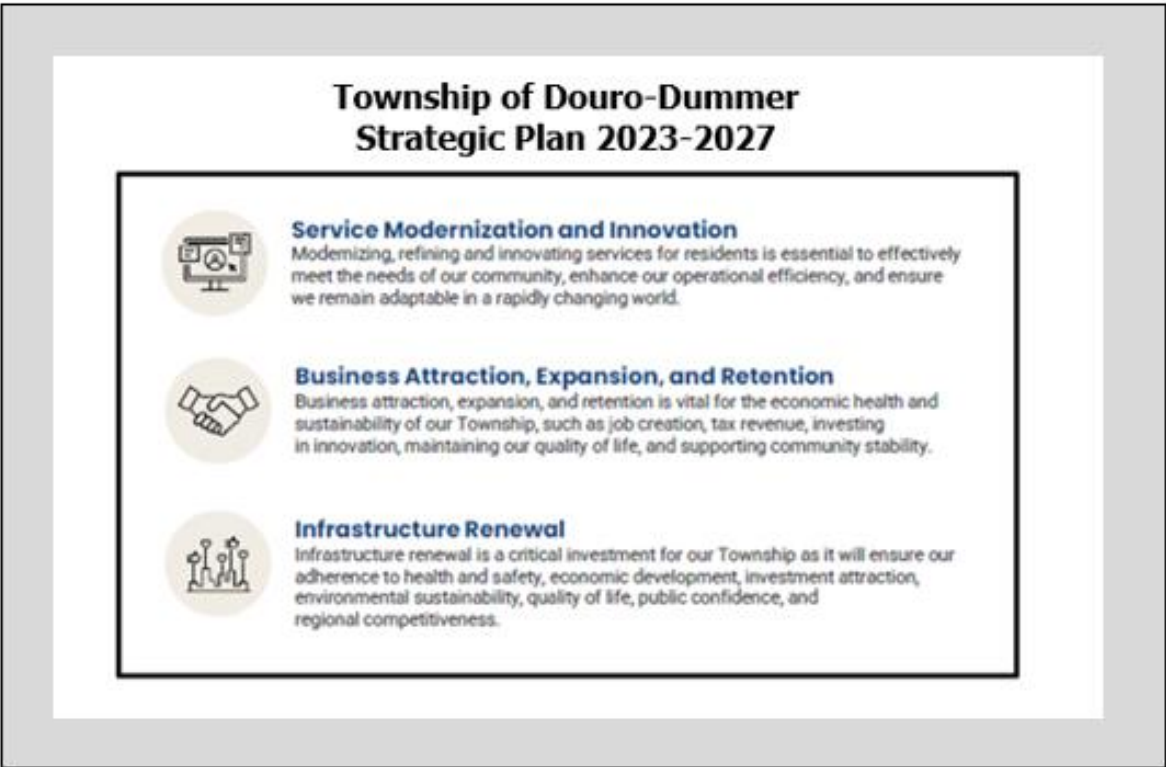 Township of Douro-Dummer
Strategic Plan 2023-2027
Service Modernization and Innovation
Modernizing, refining and innovating services for residents is essential to effectively
meet the needs of our community, enhance our operational efficiency, and ensure
we remain adaptable in a rapidly changing world.
Business Attraction, Expansion, and Retention
Business attraction, expansion, and retention is vital for the economic health and
sustainability of our Township, such as job creation, tax revenue, investing
in innovation, maintaining our quality of life, and supporting community stability.
Infrastructure Renewal
Infrastructure renewal is a critical investment for our Township as it will ensure our
adherence to health and safety, economic development, investment attraction,
environmental sustainability, quality of life, public confidence, and
regional competitiveness.